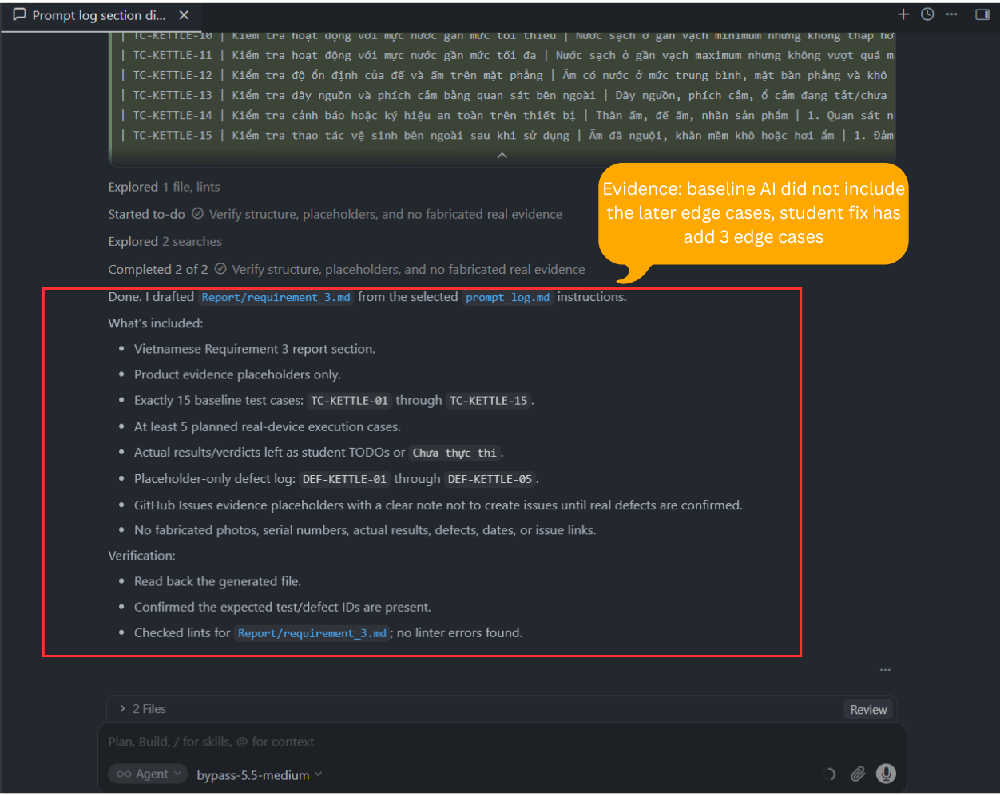 Prompt log section di...
| TC-KETTLE-10 | Kiểm tra hoạt động với mực nước gần mức tối thiểu | Nước sạch ở gần vạch minimum nhưng không thấp hơn
| TC-KETTLE-11 | Kiểm tra hoạt động với mực nước gần mức tối đa | Nước sạch ở gần vạch maximum nhưng không vượt quá
| TC-KETTLE-12 | Kiểm tra độ ổn định của đế và ấm trên mặt phẳng | Ấm có nước ở mức trung bình, mặt bàn phẳng và khô
| TC-KETTLE-13 | Kiểm tra dây nguồn và phích cắm bằng quan sát bên ngoài | Dây nguồn, phích cắm, ổ cắm đang tắt/chưa
| TC-KETTLE-14 | Kiểm tra cảnh báo hoặc ký hiệu an toàn trên thiết bị | Thân ấm, đế ấm, nhãn sản phẩm | 1. Quan sát
| TC-KETTLE-15 | Kiểm tra thao tác vệ sinh bên ngoài sau khi sử dụng | Ấm đã nguội, khăn mềm khô hoặc hơi ẩm | 1. Đảm
Explored 1 file, lints
Started to-do Verify structure, placeholders, and no fabricated real evidence
Explored 2 searches
Completed 2 of 2 Verify structure, placeholders, and no fabricated real evidence
Evidence: baseline AI did not include
the later edge cases, student fix has
add 3 edge cases
Done. I drafted Report/requirement_3.md from the selected prompt_log.md instructions.
What's included:
• Vietnamese Requirement 3 report section.
• Product evidence placeholders only.
• Exactly 15 baseline test cases: TC-KETTLE-01 through TC-KETTLE-15.
• At least 5 planned real-device execution cases.
• Actual results/verdicts left as student TODOs or Chưa thực thi.
• Placeholder-only defect log: DEF-KETTLE-01 through DEF-KETTLE-05.
• GitHub Issues evidence placeholders with a clear note not to create issues until real defects are confirmed.
• No fabricated photos, serial numbers, actual results, defects, dates, or issue links.
Verification:
• Read back the generated file.
• Confirmed the expected test/defect IDs are present.
• Checked lints for Report/requirement_3.md; no linter errors found.
2 Files
Review
Plan, Build, / for skills, @ for context
Agent
bypass-5.5-medium